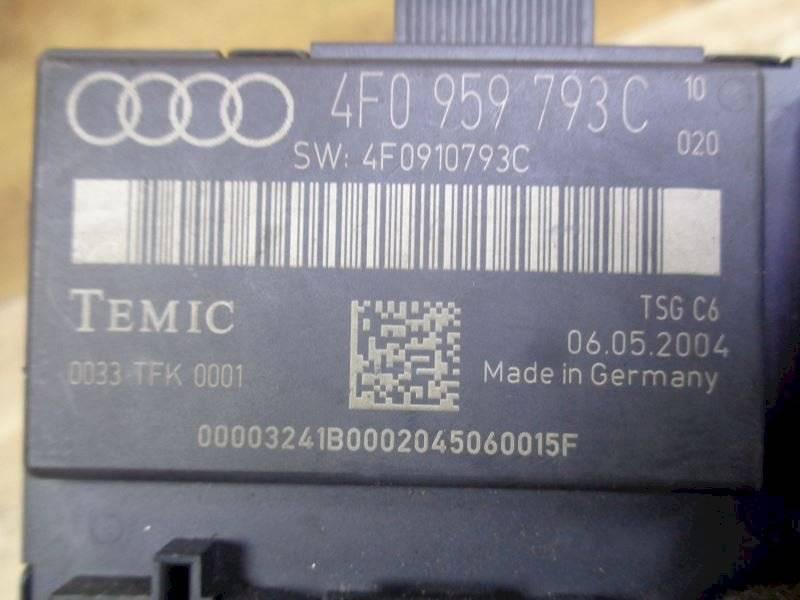 4F0 959 793 C 10
020
SW: 4F0910793C
TEMIC
TSG C6
06.05.2004
0033 TFK 0001
Made in Germany
00003241B0002045060015F